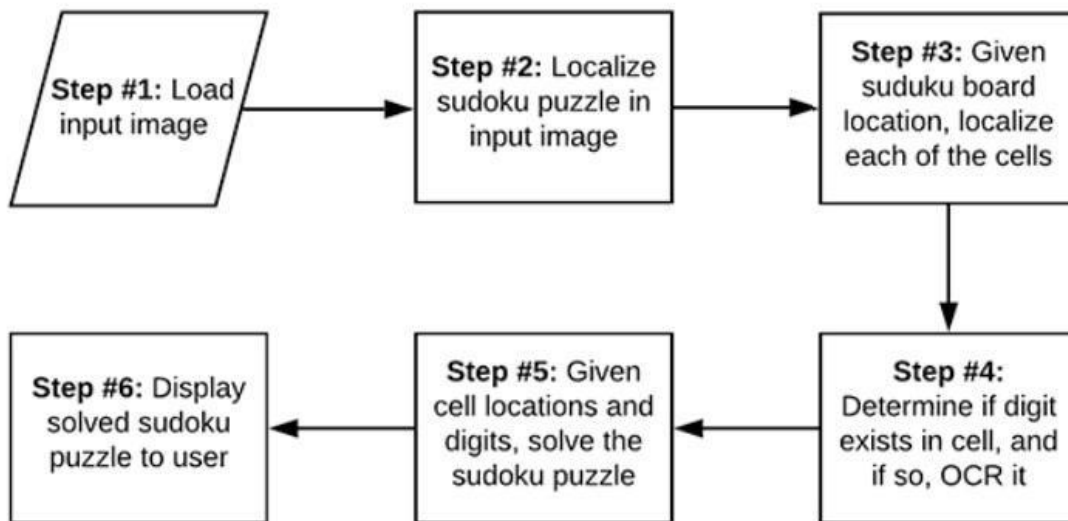 Step #1: Load
input image
Step #2: Localize
sudoku puzzle in
input image
Step #3: Given
suduku board
location, localize
each of the cells
Step #4:
Determine if digit
exists in cell, and
if so, OCR it
Step #5: Given
cell locations and
digits, solve the
sudoku puzzle
Step #6: Display
solved sudoku
puzzle to user